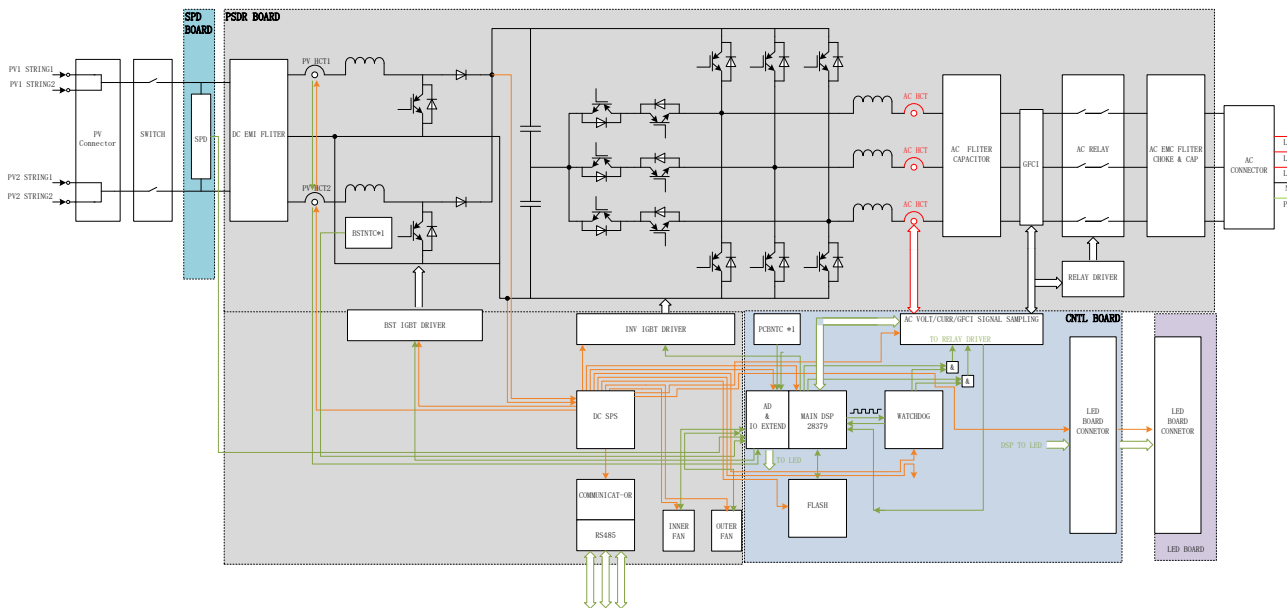 SPD
BOARD
PSDR BOARD
PV1 STRING1
PV1 STRING2
PV2 STRING1
PV2 STRING2
PV
Connector
SWITCH
SPD
DC EMI FLITER
PV HCT1
PV HCT2
BSTNTC*1
AC HCT
AC HCT
AC HCT
AC FLITER
CAPACITOR
GFCI
AC RELAY
AC EMC FLITER
CHOKE & CAP
AC
CONNECTOR
L
L
L
RELAY DRIVER
BST IGBT DRIVER
INV IGBT DRIVER
PCBNTC *1
AC VOLT/CURR/GFCI SIGNAL SAMPLING
TO RELAY DRIVER
CNTL BOARD
&
&
DC SPS
AD
&
IO EXTEND
MAIN DSP
28379
WATCHDOG
LED
BOARD
CONNETOR
LED
BOARD
CONNETOR
DSP TO LED
TO LED
COMMUNICAT-OR
RS485
INNER
FAN
OUTER
FAN
FLASH
LED BOARD